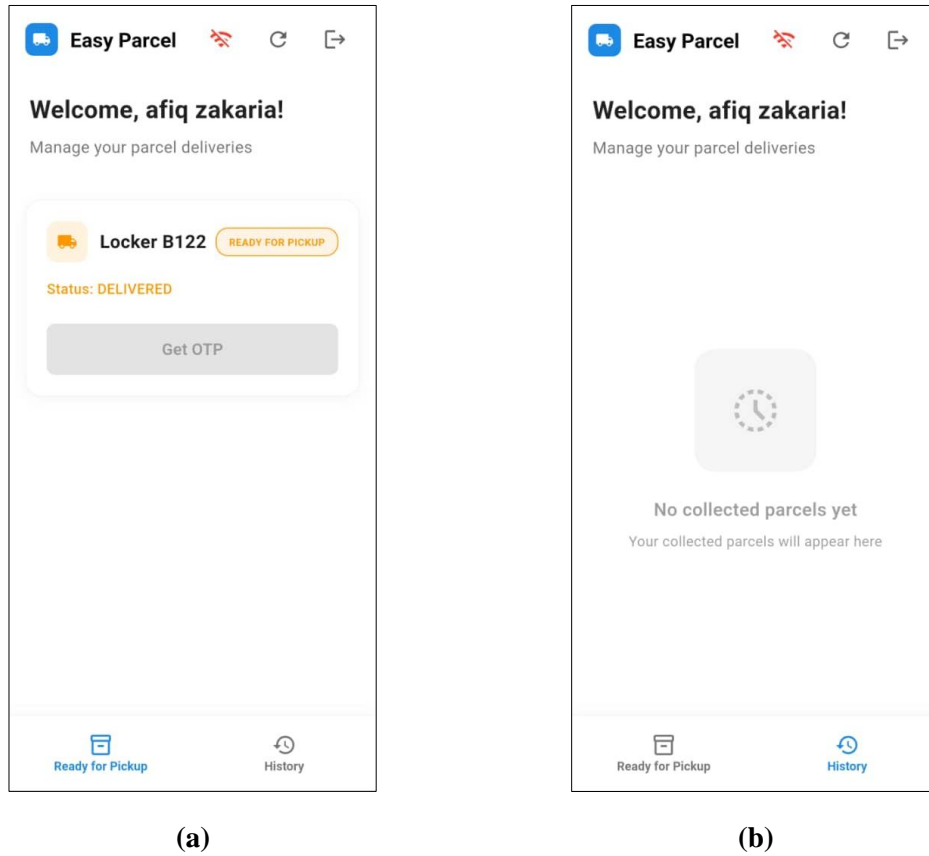 Easy Parcel
Welcome, afiq zakaria!
Manage your parcel deliveries
Locker B122
READY FOR PICKUP
Status: DELIVERED
Get OTP
Ready for Pickup
History
(a)
Easy Parcel
Welcome, afiq zakaria!
Manage your parcel deliveries
No collected parcels yet
Your collected parcels will appear here
Ready for Pickup
History
(b)